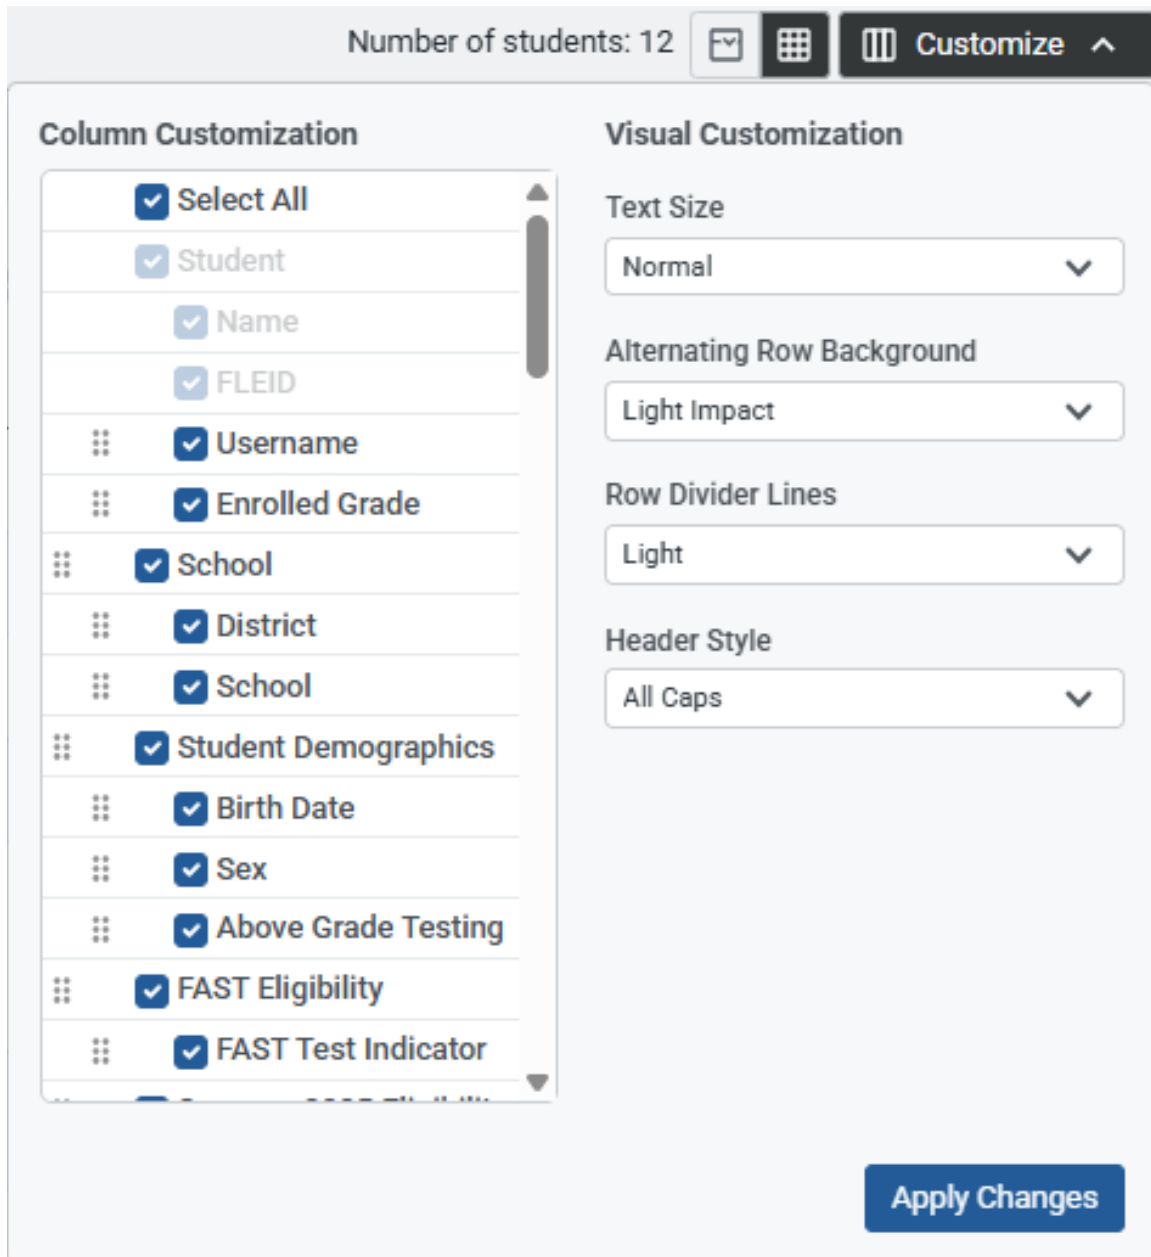 Number of students: 12
Customize
Column Customization
Select All
Student
Name
FLEID
Username
Enrolled Grade
School
District
School
Student Demographics
Birth Date
Sex
Above Grade Testing
FAST Eligibility
FAST Test Indicator
Visual Customization
Text Size
Normal
Alternating Row Background
Light Impact
Row Divider Lines
Light
Header Style
All Caps
Apply Changes